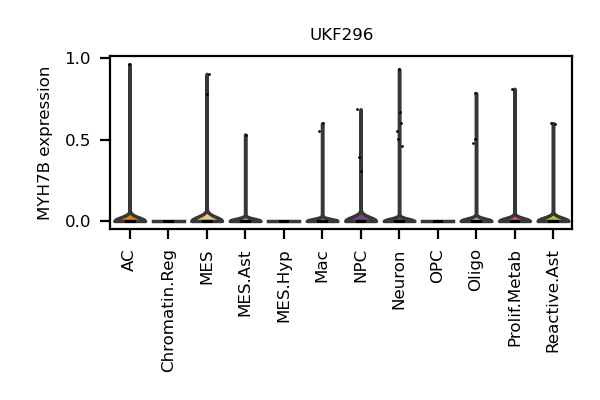 UKF296
MYH7B expression
1.0
0.5
0.0
AC
Chromatin.Reg
MES
MES.Ast
MES.Hyp
Mac
NPC
Neuron
OPC
Oligo
Prolif.Metab
Reactive.Ast